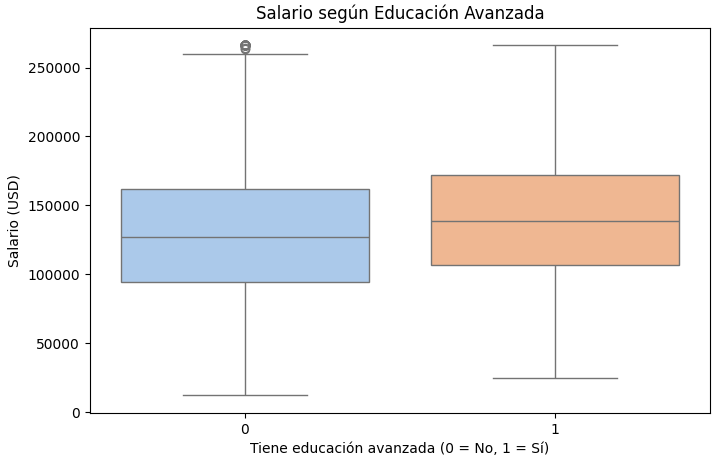 Salario según Educación Avanzada
250000
200000
150000
100000
50000
0
Salario (USD)
0
1
Tiene educación avanzada (0 = No, 1 = Sí)